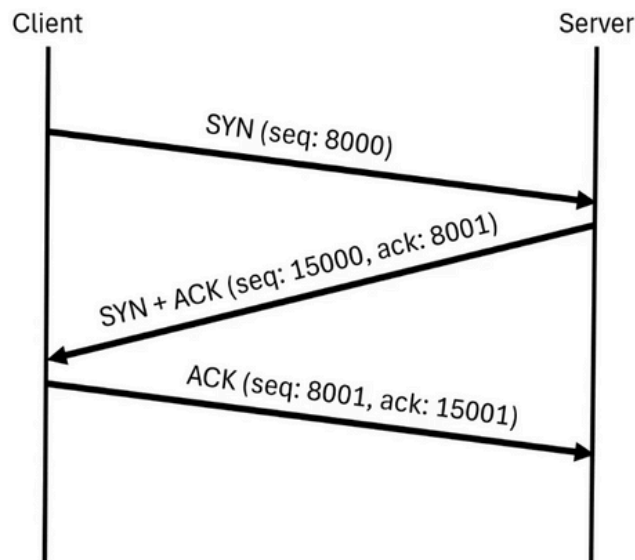 Client
Server
SYN (seq: 8000)
SYN + ACK (seq: 15000, ack: 8001)
ACK (seq: 8001, ack: 15001)